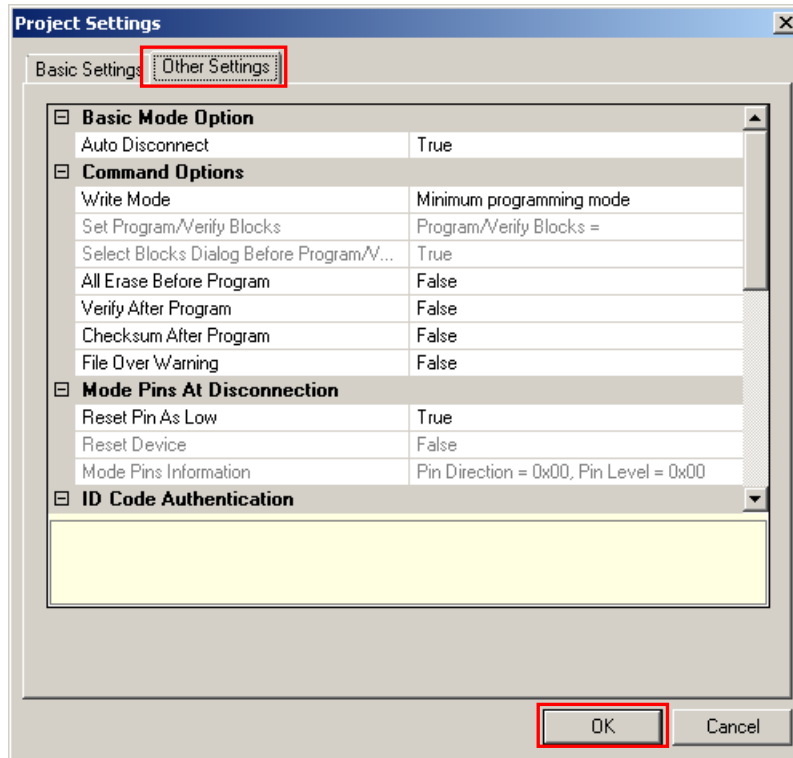 Project Settings
Basic Settings Other Settings
Basic Mode Option
Auto Disconnect True
Command Options
Write Mode Minimum programming mode
Set Program/Verify Blocks Program/Verify Blocks =
Select Blocks Dialog Before Program/V... True
All Erase Before Program False
Verify After Program False
Checksum After Program False
File Over Warning False
Mode Pins At Disconnection
Reset Pin As Low True
Reset Device False
Mode Pins Information Pin Direction = 0x00, Pin Level = 0x00
ID Code Authentication
OK Cancel